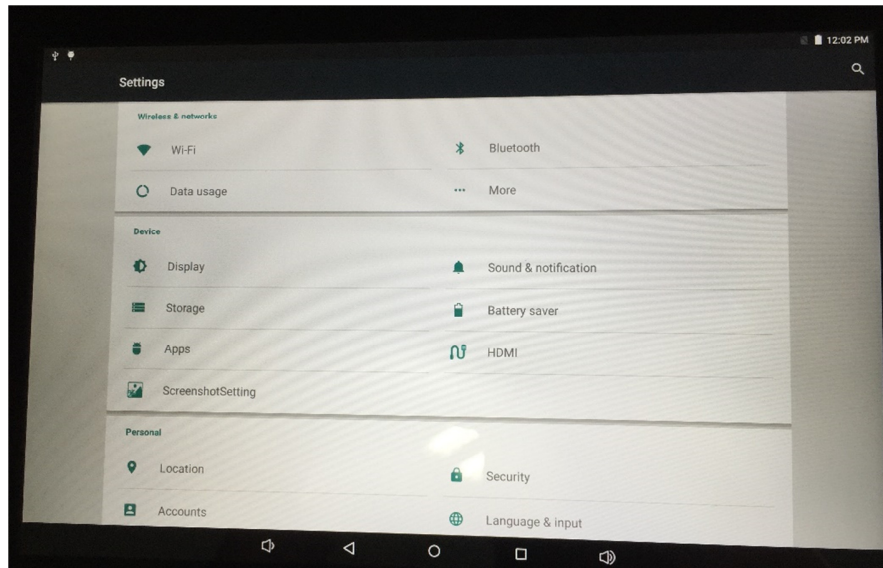 12:02 PM
Settings
Wireless & networks
Wi-Fi Bluetooth
Data usage More
Device
Display Sound & notification
Storage Battery saver
Apps HDMI
ScreenshotSetting
Personal
Location Security
Accounts Language & input